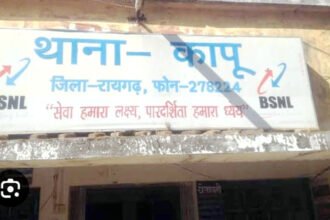 थाना- कापू
जिला-रायगढ़, फोन-278224
"सेवा हमारा लक्ष्य, पारदर्शिता हमारा ध्येय"
BSNL
BSNL